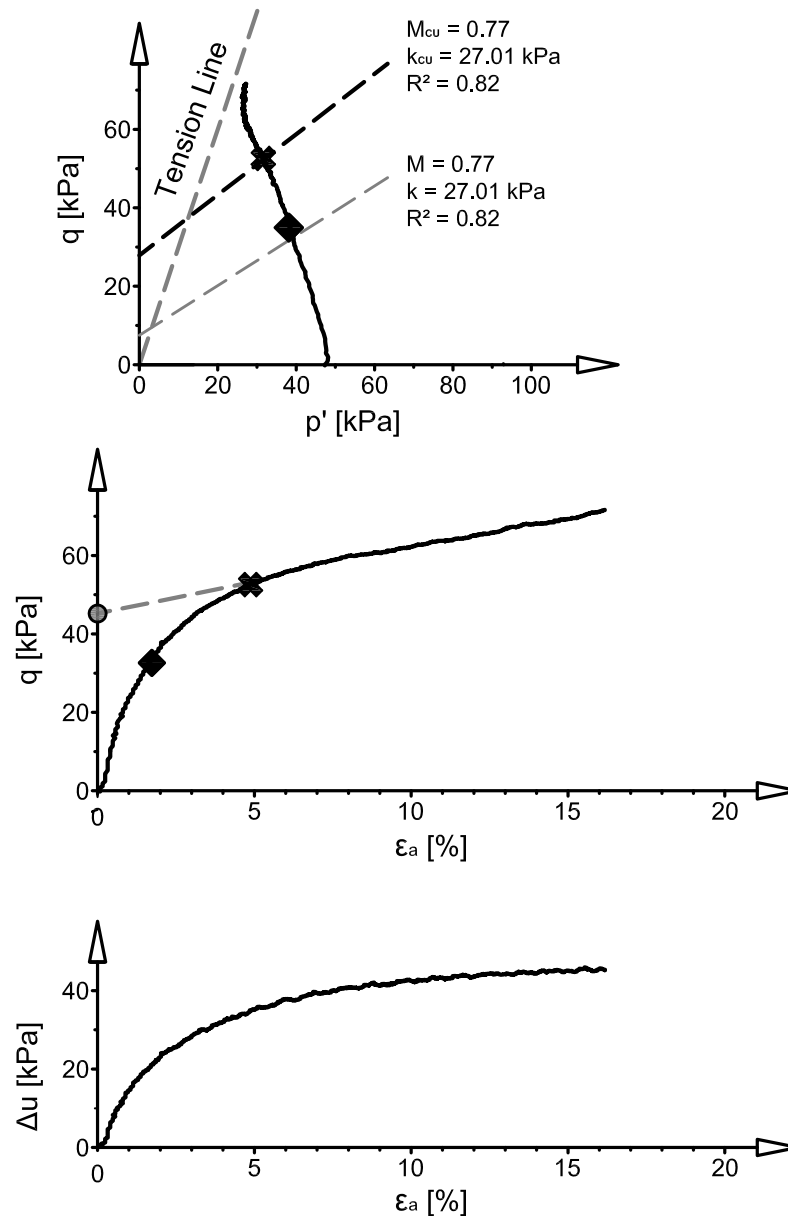 Mcu = 0.77
kcu = 27.01 kPa
R² = 0.82
Tension Line
M = 0.77
k = 27.01 kPa
R² = 0.82
q [kPa]
60
40
20
0
0 20 40 60 80 100
p' [kPa]
q [kPa]
60
40
20
0
0 5 10 15 20
εa [%]
Δu [kPa]
40
20
0
0 5 10 15 20
εa [%]